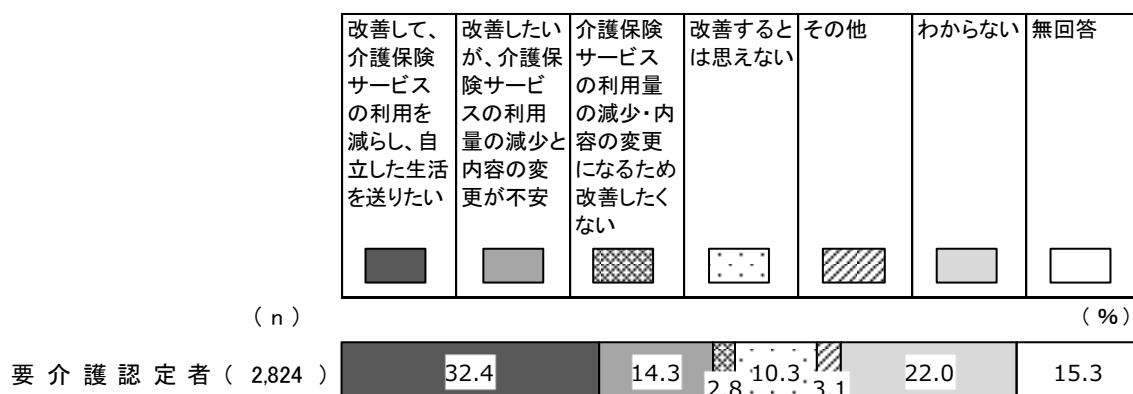 改善して、
介護保険
サービス
の利用を
減らし、自
立した生活
を送りたい
改善したい
が、介護保
険サービ
スの利用
量の減少と
内容の変
更が不安
介護保険
サービス
の利用量
の減少・内
容の変更
になるため
改善したく
ない
改善すると
は思えない
その他
わからない
無回答
(n)
(%)
要介護認定者(2,824)
32.4
14.3
2.8
10.3
3.1
22.0
15.3